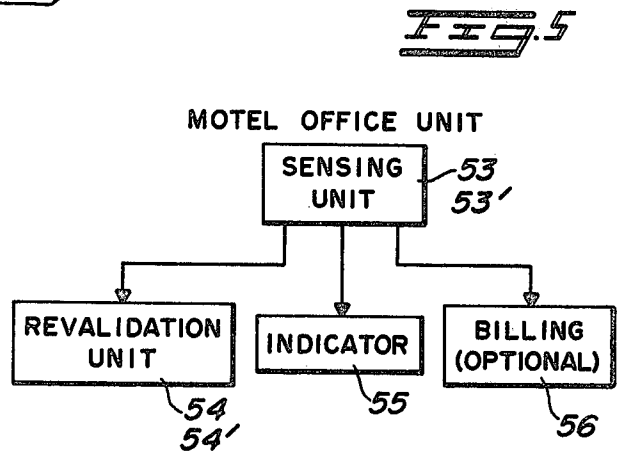 Fig. 5
MOTEL OFFICE UNIT
SENSING
UNIT
53
53'
REVALIDATION
UNIT
INDICATOR
BILLING
(OPTIONAL)
54
54'
55
56